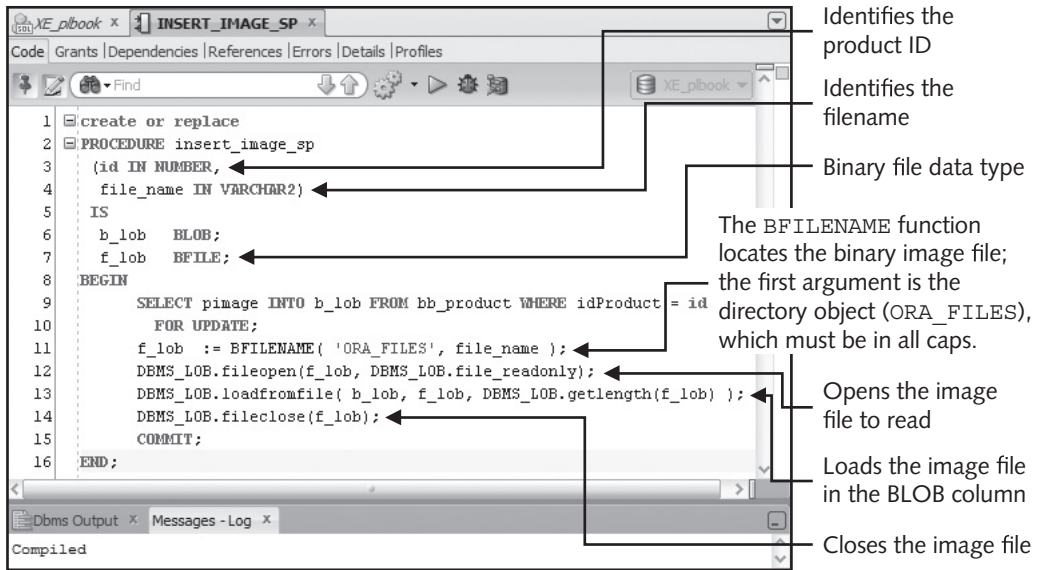 XE_plbook x INSERT_IMAGE_SP x
Code Grants |Dependencies |References |Errors |Details |Profiles
Find XE_plbook
1 create or replace
2 PROCEDURE insert_image_sp
3 (id IN NUMBER,
4 file_name IN VARCHAR2)
5 IS
6 b_lob BLOB;
7 f_lob BFILE;
8 BEGIN
9 SELECT pimage INTO b_lob FROM bb_product WHERE idProduct = id
10 FOR UPDATE;
11 f_lob := BFILENAME( 'ORA_FILES', file_name );
12 DBMS_LOB.fileopen(f_lob, DBMS_LOB.file_readonly);
13 DBMS_LOB.loadfromfile( b_lob, f_lob, DBMS_LOB.getlength(f_lob) );
14 DBMS_LOB.fileclose(f_lob);
15 COMMIT;
16 END;
Dbms Output x Messages - Log x
Compiled
Identifies the
product ID
Identifies the
filename
Binary file data type
The BFILENAME function
locates the binary image file;
the first argument is the
directory object (ORA_FILES),
which must be in all caps.
Opens the image
file to read
Loads the image file
in the BLOB column
Closes the image file